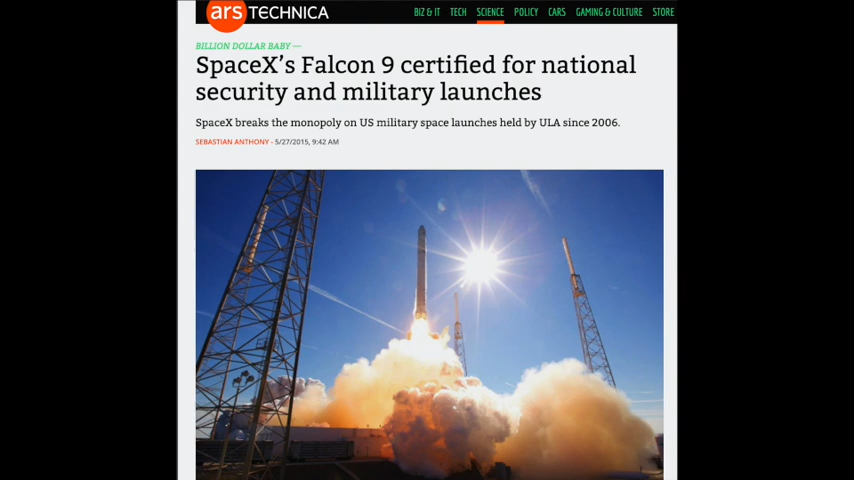 ars TECHNICA
BIZ & IT TECH SCIENCE POLICY CARS GAMING & CULTURE STORE
BILLION DOLLAR BABY —
SpaceX’s Falcon 9 certified for national
security and military launches
SpaceX breaks the monopoly on US military space launches held by ULA since 2006.
SEBASTIAN ANTHONY - 5/27/2015, 9:42 AM